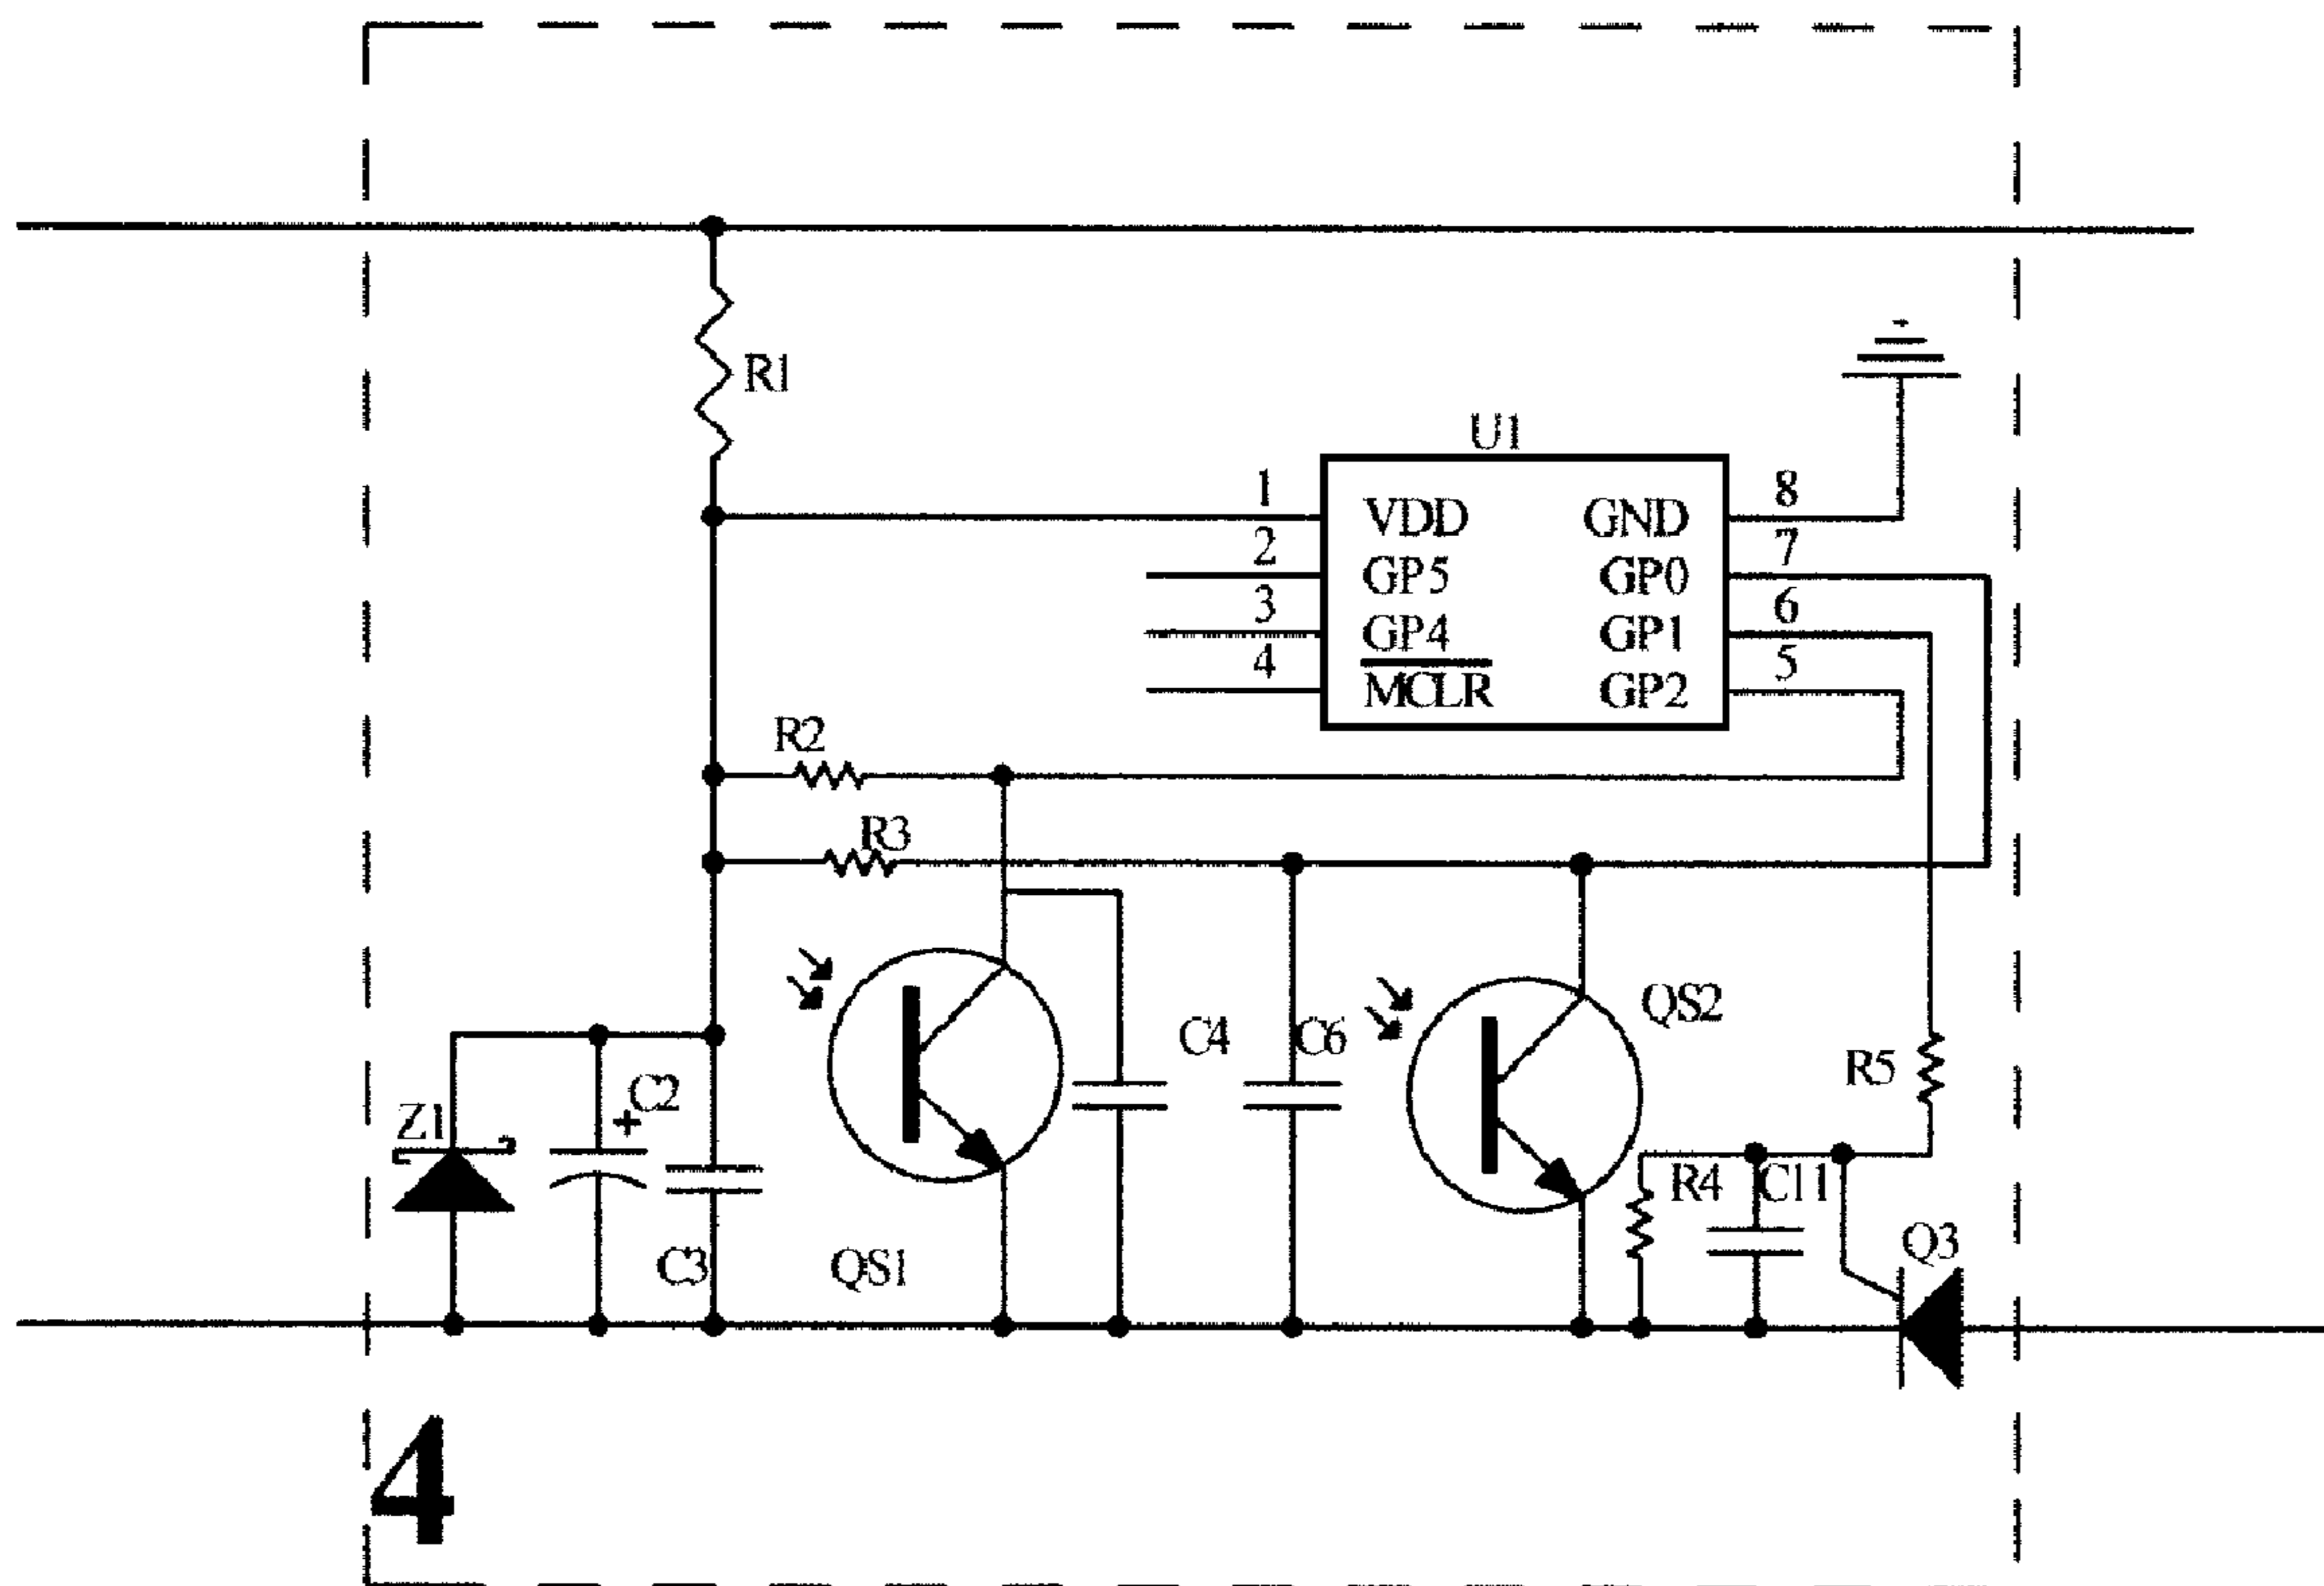 R1
U1
1 VDD GND 8
2 GP5 GP0 7
3 GP4 GP1 6
4 MCLR GP2 5
R2
R3
QS2
C4 C6
R5
C2
+
Z1
R4 C11
Q3
C3 QS1
4